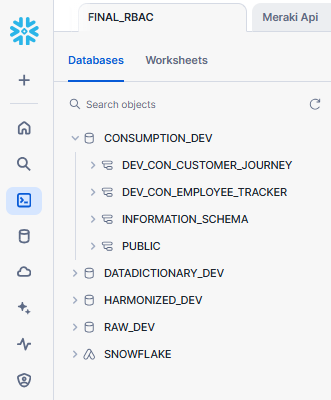 FINAL_RBAC
Meraki Api
Databases
Worksheets
Search objects
CONSUMPTION_DEV
DEV_CON_CUSTOMER_JOURNEY
DEV_CON_EMPLOYEE_TRACKER
INFORMATION_SCHEMA
PUBLIC
DATADICTIONARY_DEV
HARMONIZED_DEV
RAW_DEV
SNOWFLAKE